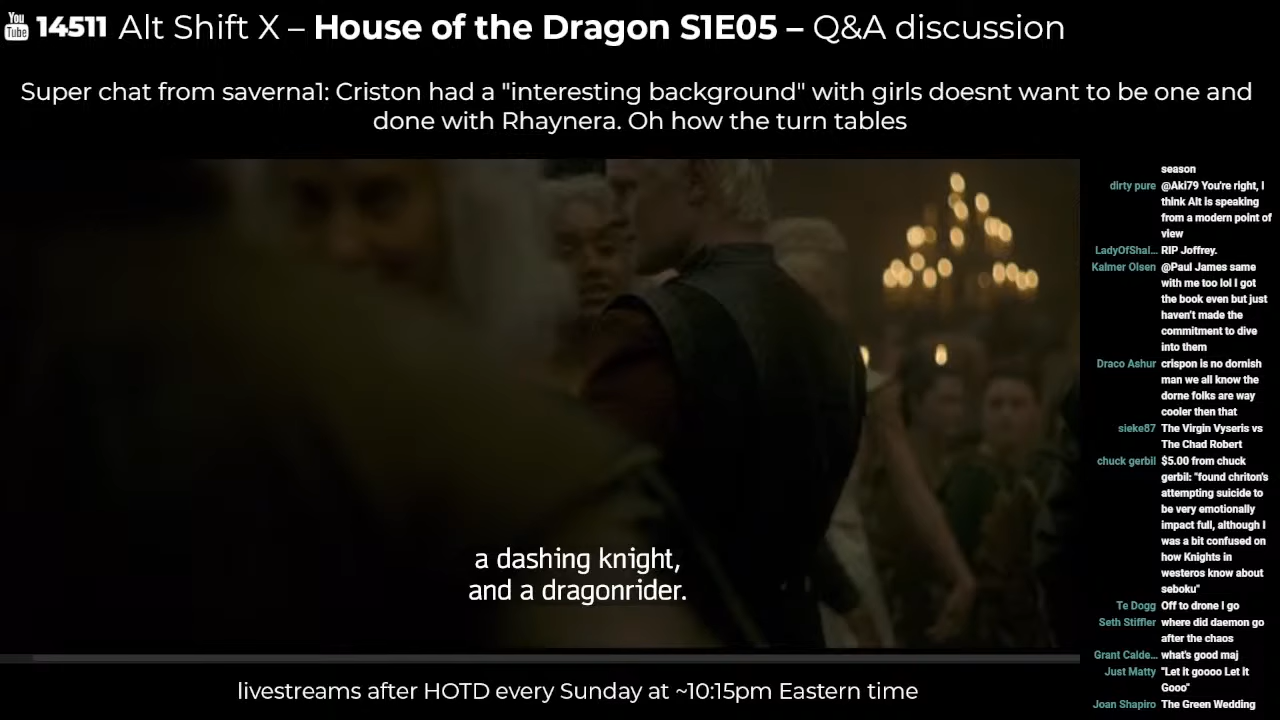 You Tube 14511 Alt Shift X – House of the Dragon S1E05 – Q&A discussion
Super chat from saverna1: Criston had a "interesting background" with girls doesnt want to be one and
done with Rhaynera. Oh how the turn tables
season
dirty pure @Aki79 You're right, I
think Alt is speaking
from a modern point of
view
LadyOfShal... RIP Joffrey.
Kalmer Olsen @Paul James same
with me too lol I got
the book even but just
haven't made the
commitment to dive
into them
Draco Ashur crispon is no dornish
man we all know the
dorne folks are way
cooler then that
sieke87 The Virgin Vyseris vs
The Chad Robert
chuck gerbil $5.00 from chuck
gerbil: "found chriton's
attempting suicide to
be very emotionally
impact full, although I
was a bit confused on
how Knights in
westeros know about
seboku"
Te Dogg Off to drone I go
Seth Stiffler where did daemon go
after the chaos
Grant Calde... what's good maj
Just Matty "Let it goooo Let it
Gooo"
Joan Shapiro The Green Wedding
a dashing knight,
and a dragonrider.
livestreams after HOTD every Sunday at ~10:15pm Eastern time